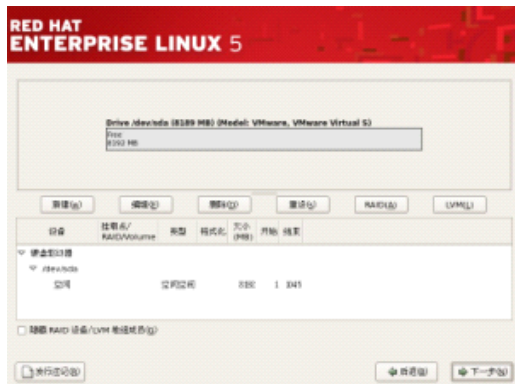 RED HAT
ENTERPRISE LINUX 5
Drive /dev/sda (8189 MB) (Model: VMware, VMware Virtual S)
Free
8192 MB
新建(W) 编辑(E) 删除(D) 重设(S) RAID(A) LVM(L)
设备 挂载点/
RAID/Volume 类型 格式化 大小
(MB) 开始 结束
硬盘驱动器
/dev/sda
空闲 空闲空间 8192 1 1045
隐藏 RAID 设备/LVM 卷组成员(G)
发行注记(R) 后退(B) 下一步(N)